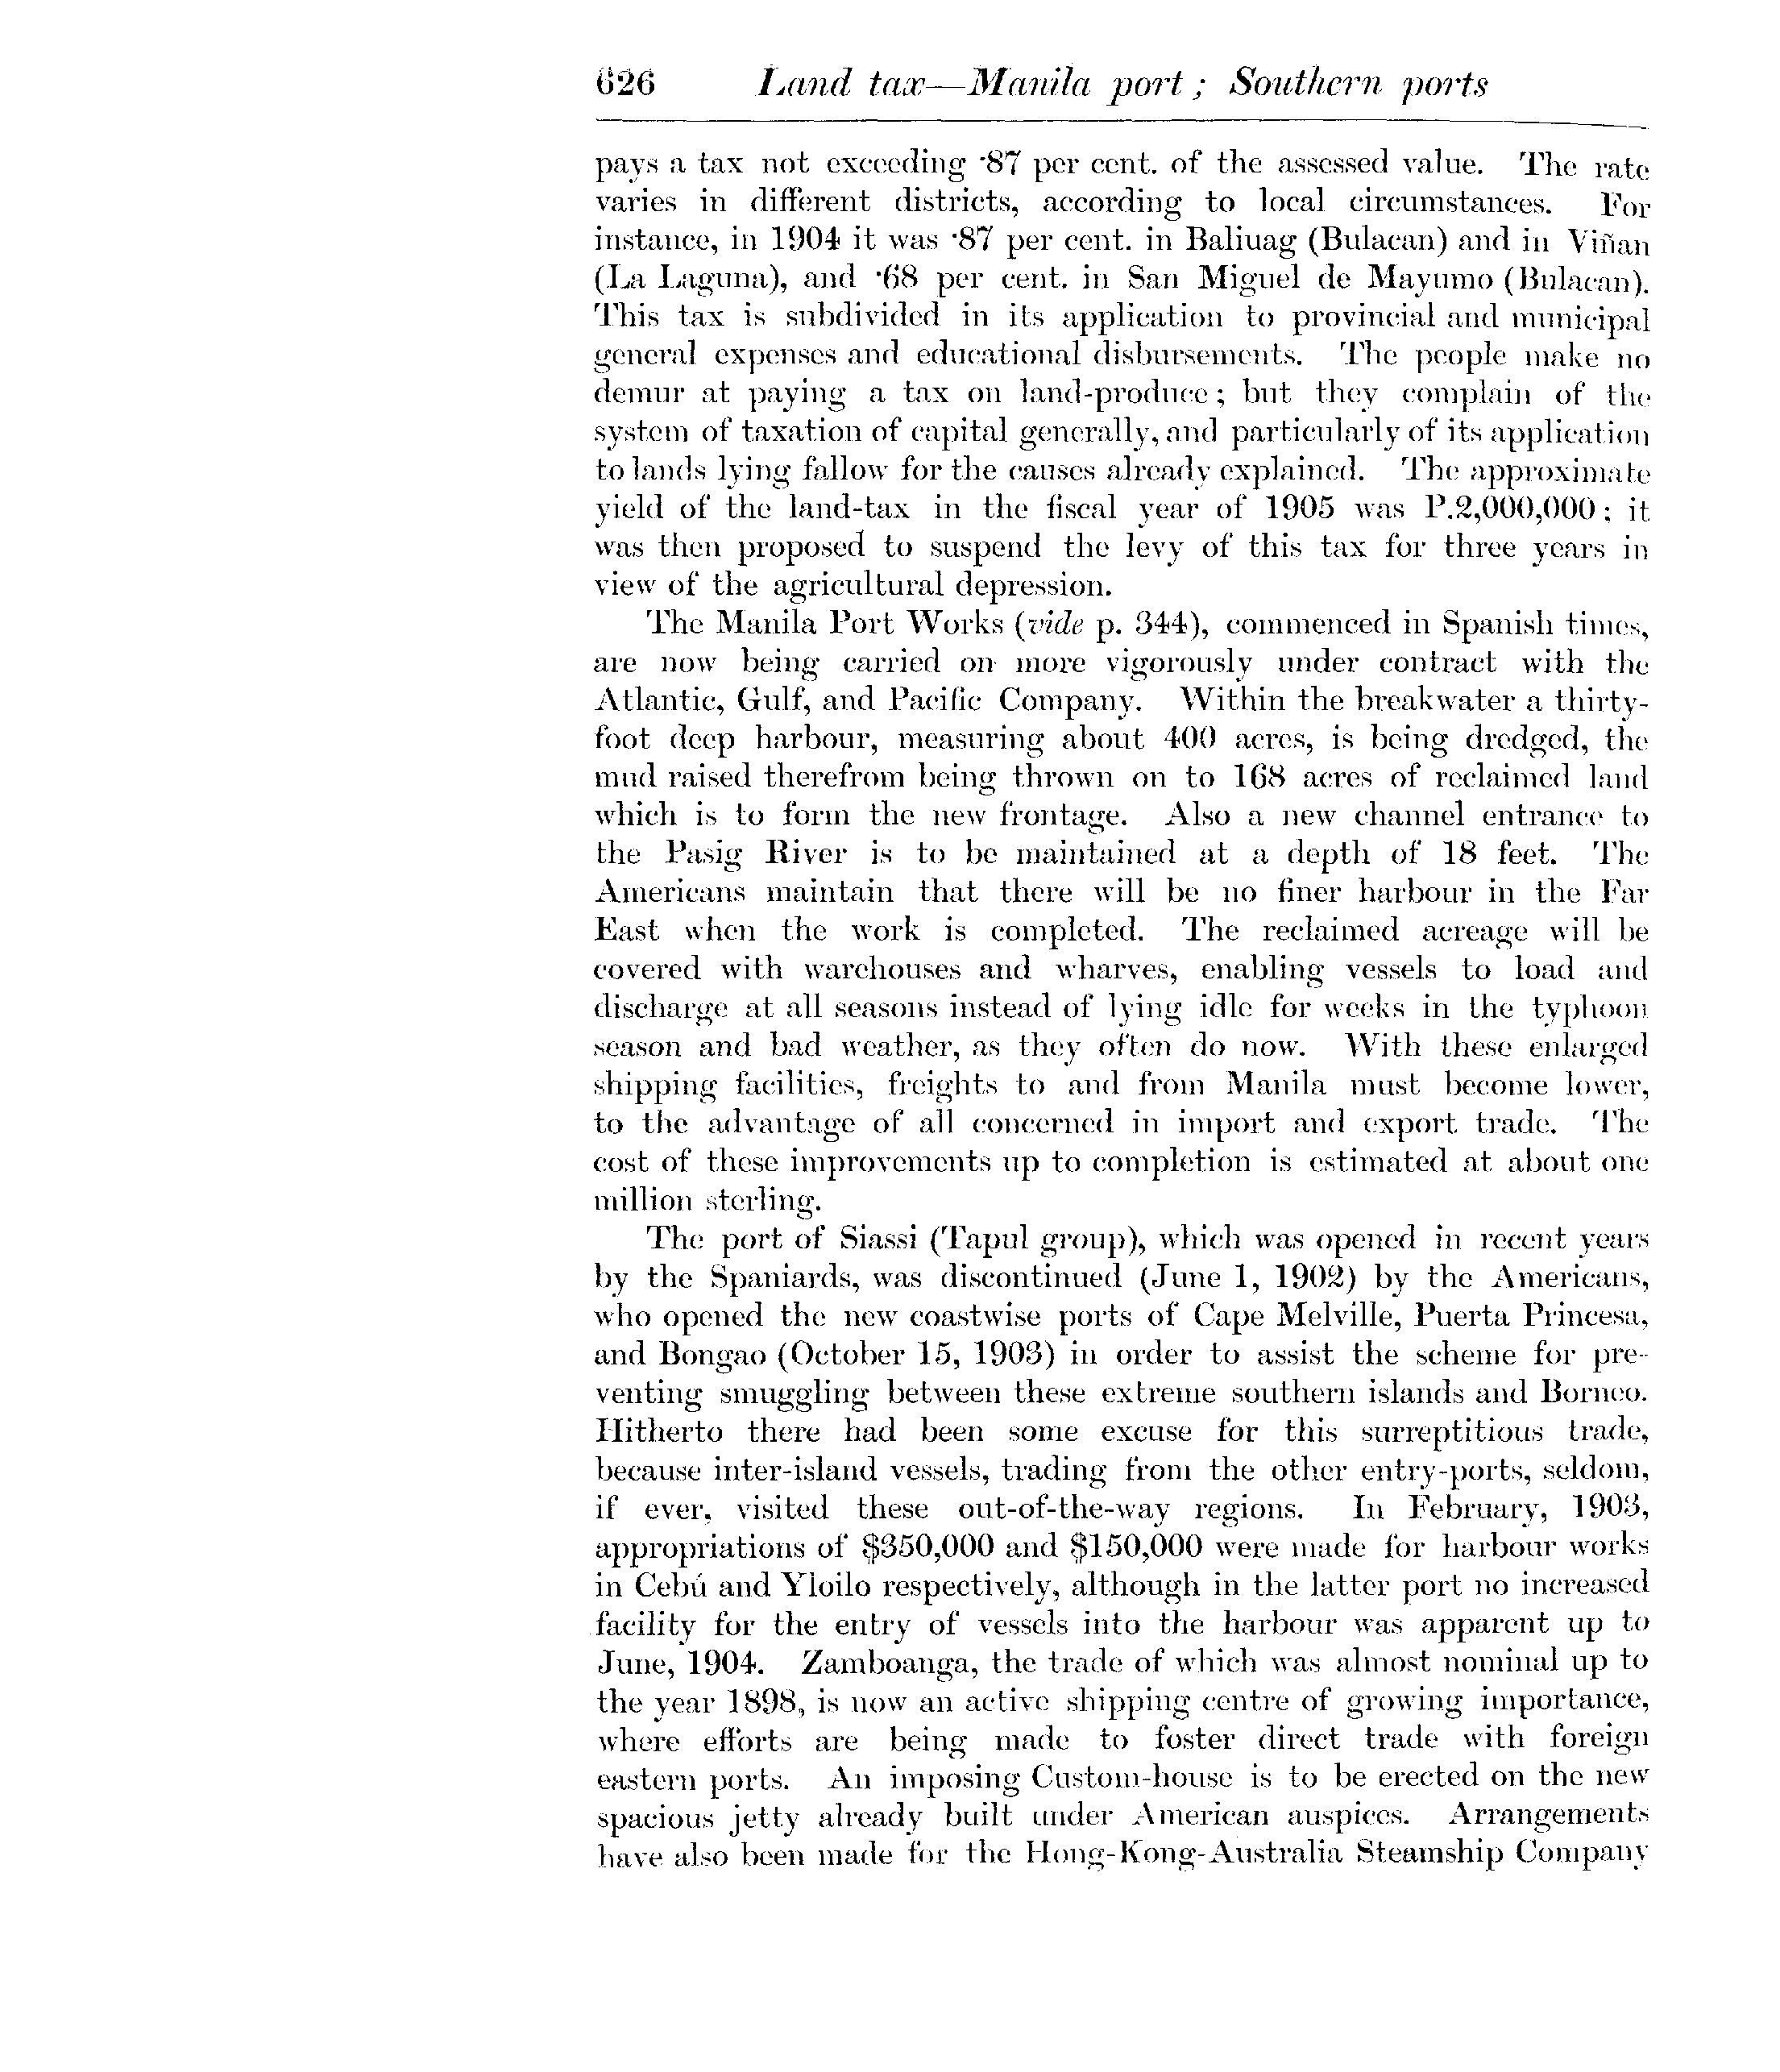 626 Land tax—Manila port; Southern ports
pays a tax not exceeding ·87 per cent. of the assessed value. The rate
varies in different districts, according to local circumstances. For
instance, in 1904 it was ·87 per cent. in Baliuag (Bulacan) and in Viñan
(La Laguna), and ·68 per cent. in San Miguel de Mayumo (Bulacan).
This tax is subdivided in its application to provincial and municipal
general expenses and educational disbursements. The people make no
demur at paying a tax on land-produce; but they complain of the
system of taxation of capital generally, and particularly of its application
to lands lying fallow for the causes already explained. The approximate
yield of the land-tax in the fiscal year of 1905 was P.2,000,000; it
was then proposed to suspend the levy of this tax for three years in
view of the agricultural depression.
The Manila Port Works (vide p. 344), commenced in Spanish times,
are now being carried on more vigorously under contract with the
Atlantic, Gulf, and Pacific Company. Within the breakwater a thirty-
foot deep harbour, measuring about 400 acres, is being dredged, the
mud raised therefrom being thrown on to 168 acres of reclaimed land
which is to form the new frontage. Also a new channel entrance to
the Pasig River is to be maintained at a depth of 18 feet. The
Americans maintain that there will be no finer harbour in the Far
East when the work is completed. The reclaimed acreage will be
covered with warehouses and wharves, enabling vessels to load and
discharge at all seasons instead of lying idle for weeks in the typhoon
season and bad weather, as they often do now. With these enlarged
shipping facilities, freights to and from Manila must become lower,
to the advantage of all concerned in import and export trade. The
cost of these improvements up to completion is estimated at about one
million sterling.
The port of Siassi (Tapul group), which was opened in recent years
by the Spaniards, was discontinued (June 1, 1902) by the Americans,
who opened the new coastwise ports of Cape Melville, Puerta Princesa,
and Bongao (October 15, 1903) in order to assist the scheme for pre-
venting smuggling between these extreme southern islands and Borneo.
Hitherto there had been some excuse for this surreptitious trade,
because inter-island vessels, trading from the other entry-ports, seldom,
if ever, visited these out-of-the-way regions. In February, 1903,
appropriations of $350,000 and $150,000 were made for harbour works
in Cebú and Yloilo respectively, although in the latter port no increased
facility for the entry of vessels into the harbour was apparent up to
June, 1904. Zamboanga, the trade of which was almost nominal up to
the year 1898, is now an active shipping centre of growing importance,
where efforts are being made to foster direct trade with foreign
eastern ports. An imposing Custom-house is to be erected on the new
spacious jetty already built under American auspices. Arrangements
have also been made for the Hong-Kong-Australia Steamship Company